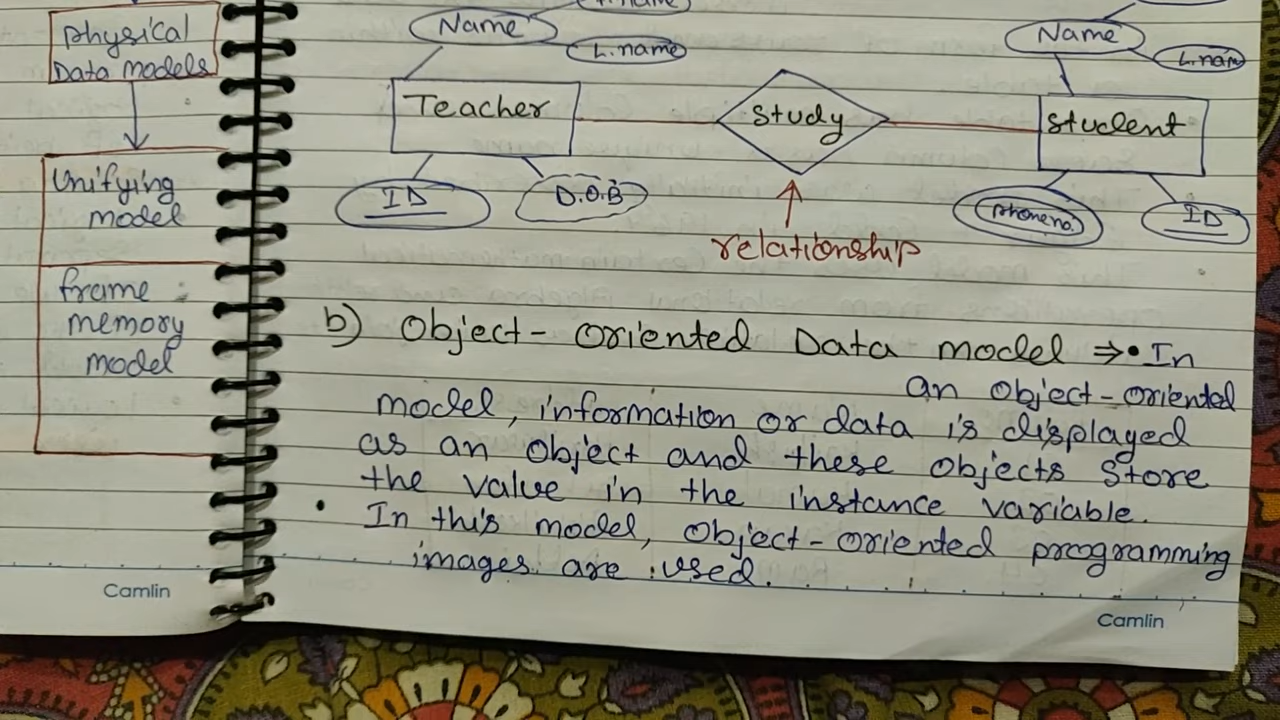 Physical
Data models
Unifying
model
frame
memory
model
Camlin
Name
L.name
Teacher
ID
D.O.B
Study
relationship
Name
L.nam
Student
phone no.
ID
b) Object-oriented Data model ⇒ • In
an object-oriented
model, information or data is displayed
as an object and these objects store
the value in the instance variable.
• In this model, object-oriented programming
images are used.
Camlin